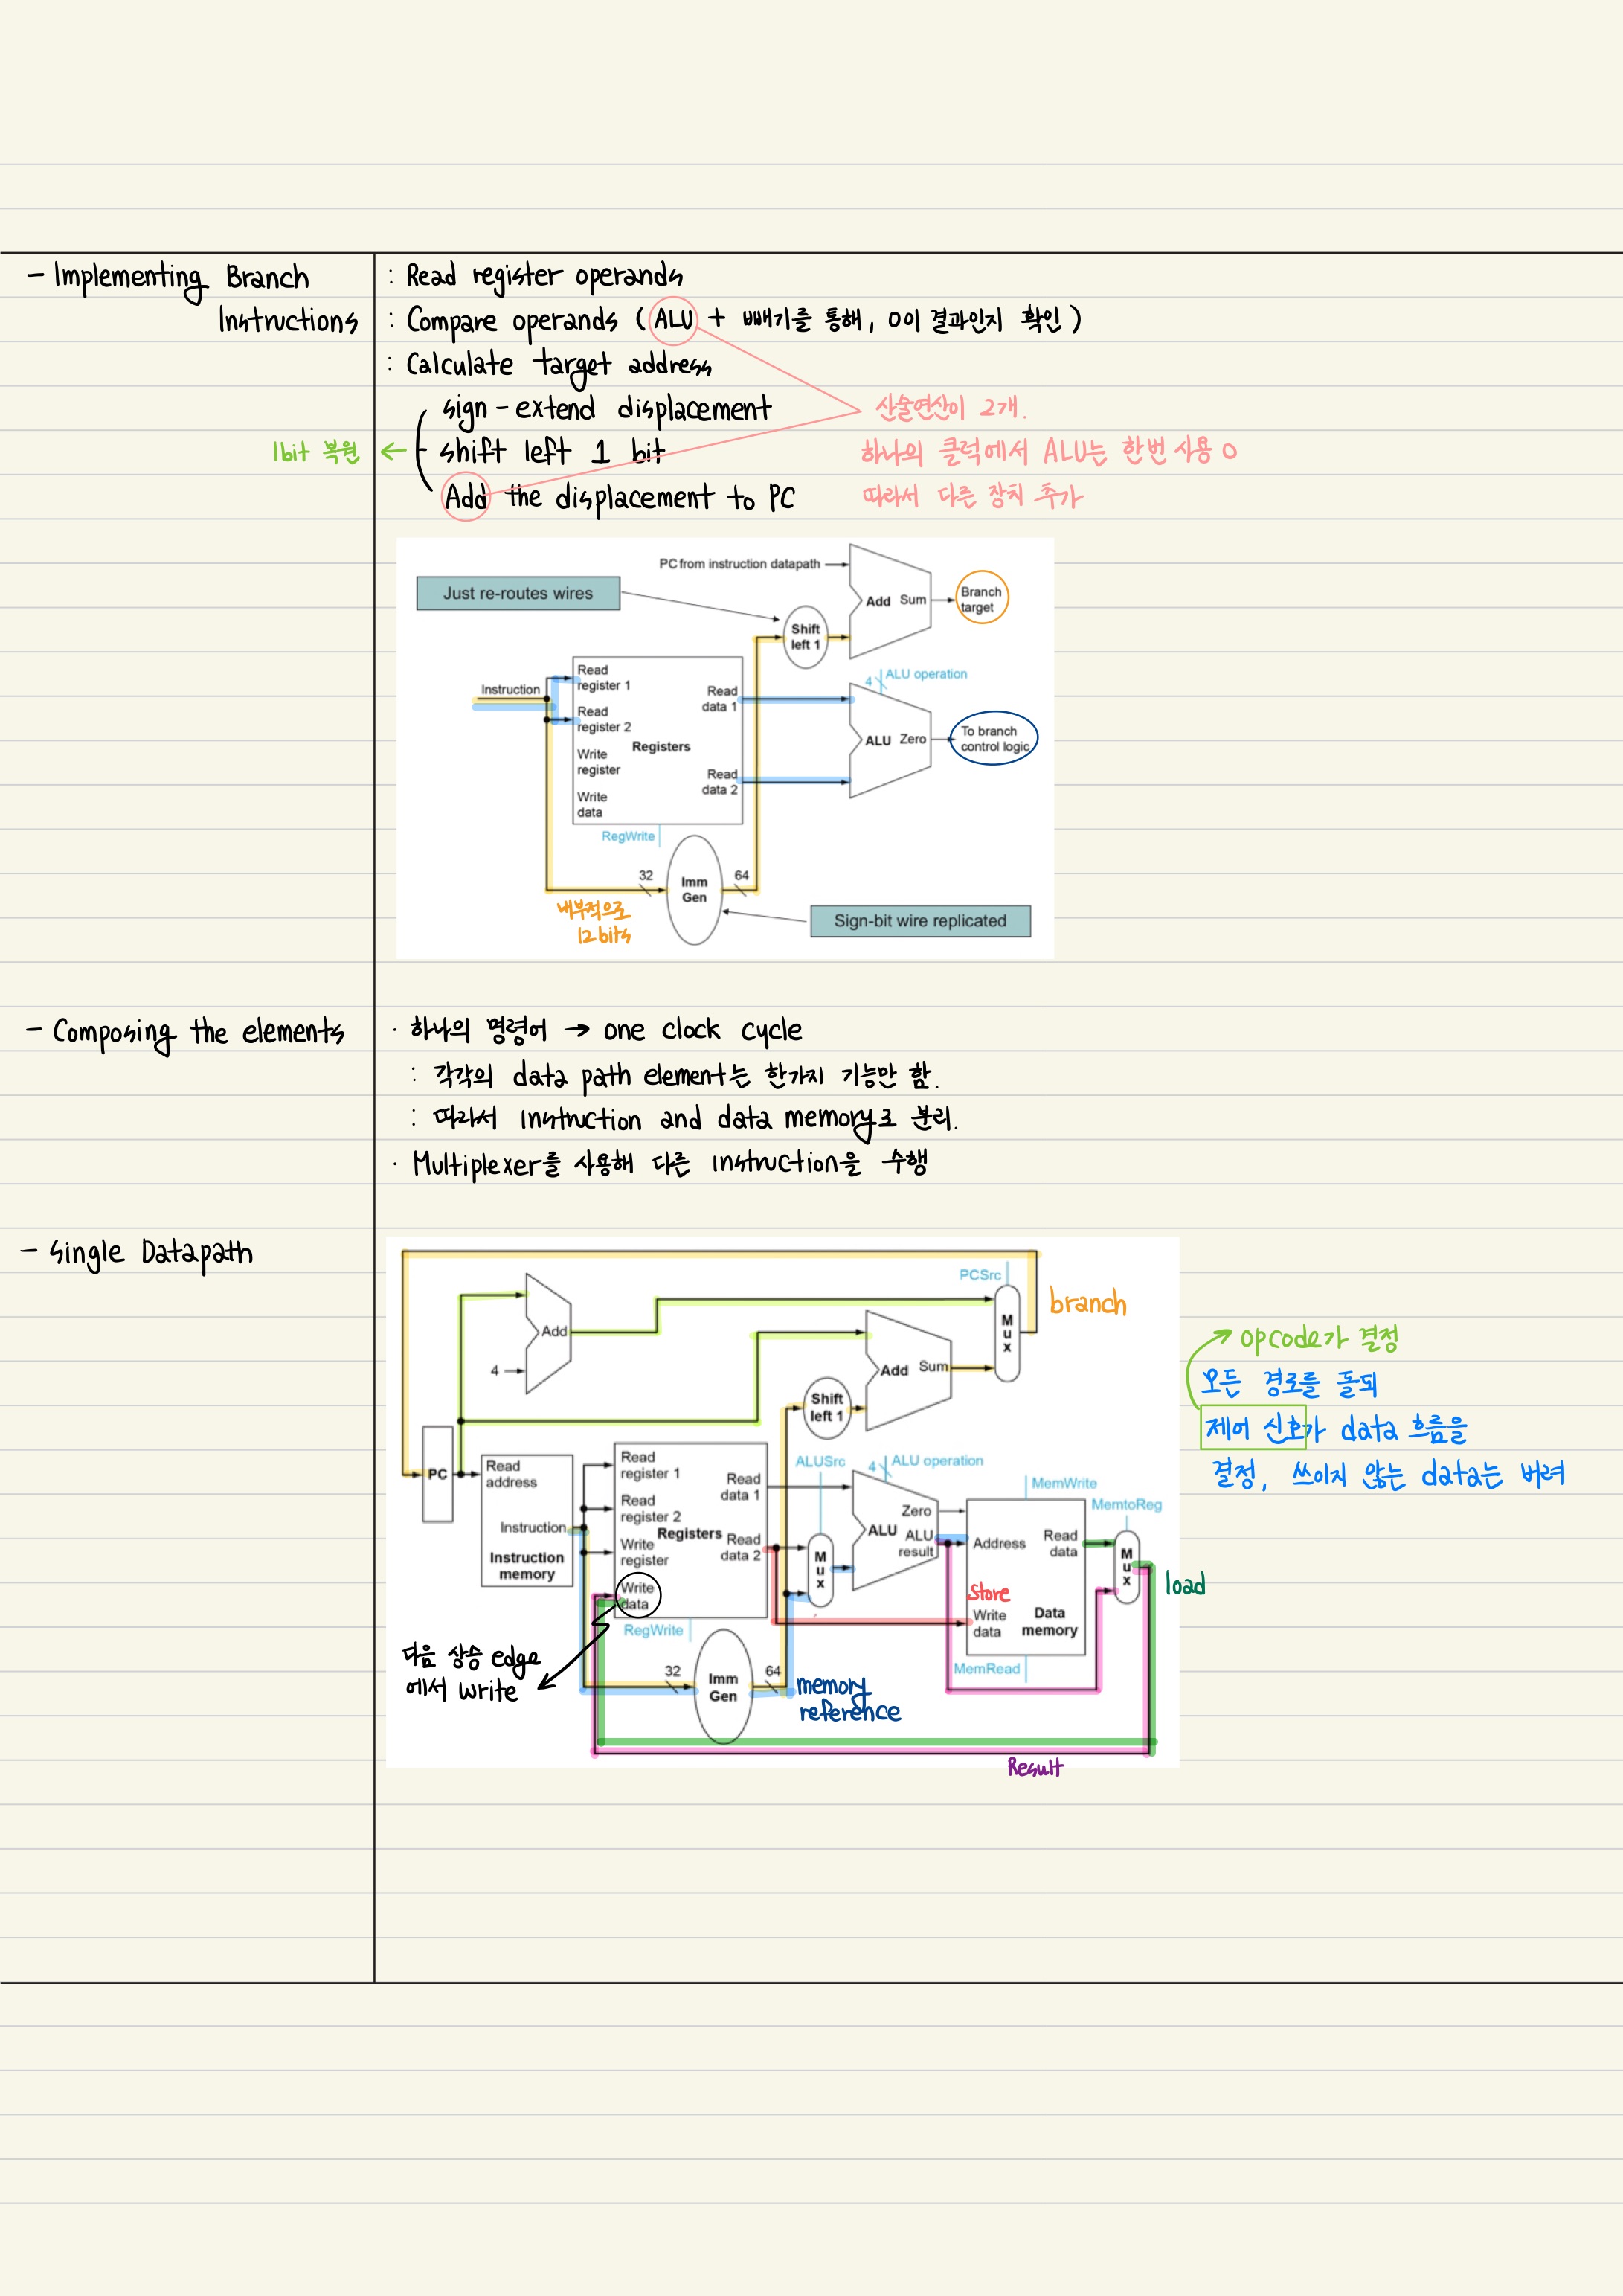 - Implementing Branch
Instructions
: Read register operands
: Compare operands ( ALU + 빼기를 통해, 0이 결과인지 확인 )
: Calculate target address
sign-extend displacement
1bit 복원 ← - shift left 1 bit
Add the displacement to PC
산술연산이 2개.
하나의 클럭에서 ALU는 한번 사용 O
따라서 다른 장치 추가
PC from instruction datapath
Just re-routes wires
Add Sum
Branch
target
Shift
left 1
Instruction
Read
register 1
Read
register 2
Write
register
Write
data
Registers
Read
data 1
Read
data 2
RegWrite
4
ALU operation
ALU Zero
To branch
control logic
32
Imm
Gen
64
내부적으로
12bits
Sign-bit wire replicated
- Composing the elements
· 하나의 명령어 → one clock cycle
: 각각의 data path element는 한가지 기능만 함.
: 따라서 instruction and data memory로 분리.
· Multiplexer를 사용해 다른 instruction을 수행
- Single Datapath
PCSrc
M
u
x
branch
Add
4
Add Sum
Shift
left 1
PC
Read
address
Instruction
Instruction
memory
Read
register 1
Read
register 2
Write
register
Write
data
Registers
Read
data 1
Read
data 2
RegWrite
ALUSrc
M
u
x
4
ALU operation
Zero
ALU
ALU
result
MemWrite
Address
Read
data
store
Write
data
Data
memory
MemRead
MemtoReg
M
u
x
load
32
Imm
Gen
64
memory
reference
Result
다음 상승 edge
에서 write
opcode가 결정
모든 경로를 돌되
제어 신호가 data 흐름을
결정, 쓰이지 않는 data는 버려